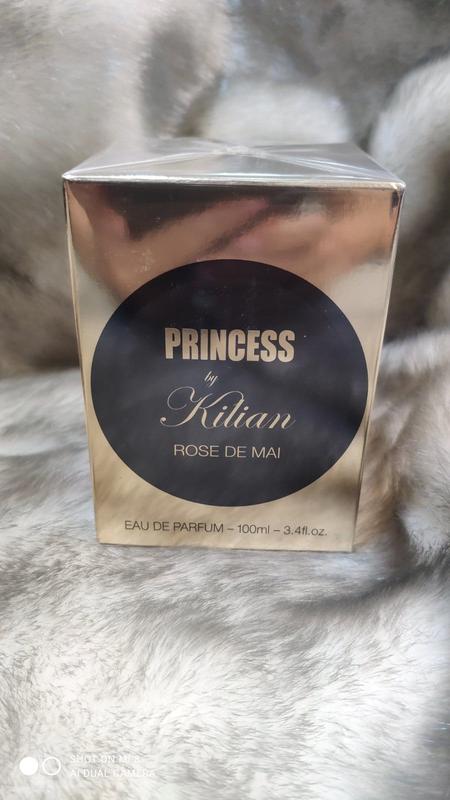 PRINCESS
by
Kilian
ROSE DE MAI
EAU DE PARFUM – 100ml – 3.4fl.oz.
SHOT ON MI 8
AI DUAL CAMERA